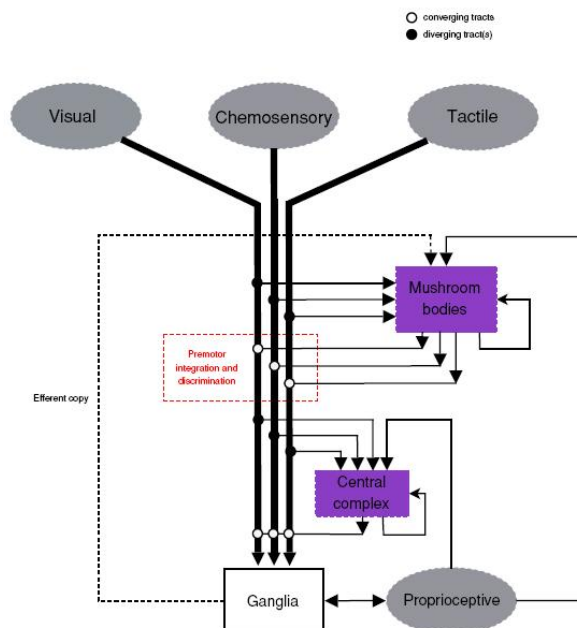 converging tracts
diverging tract(s)
Visual
Chemosensory
Tactile
Mushroom
bodies
Premotor
integration and
discrimination
Efferent copy
Central
complex
Ganglia
Proprioceptive